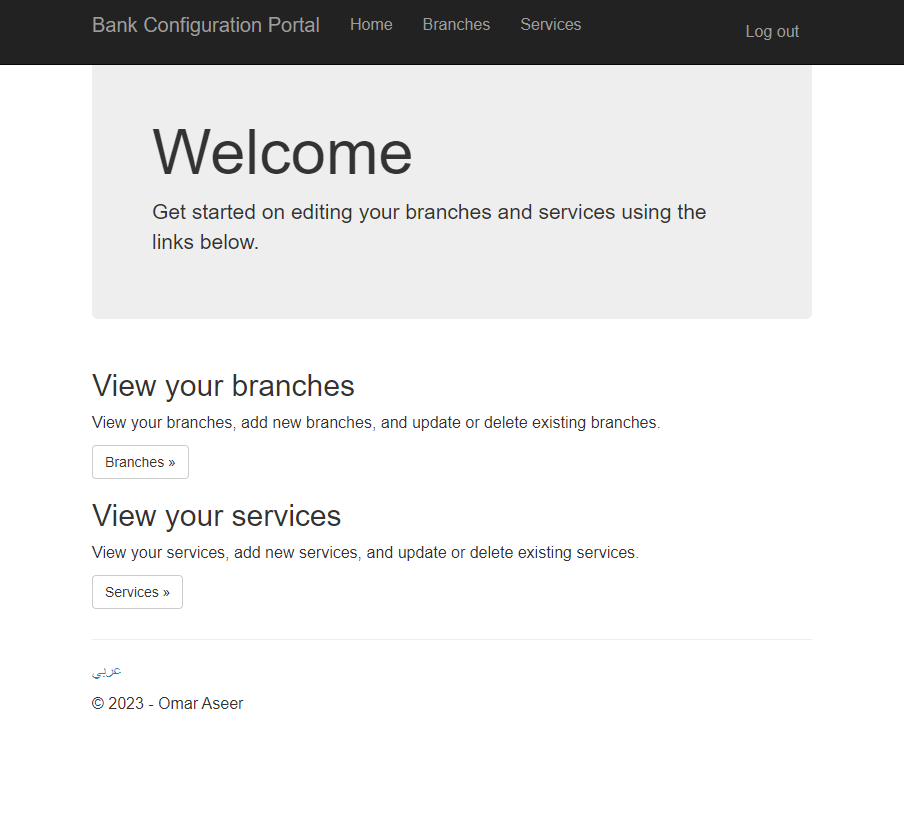 Bank Configuration Portal Home Branches Services Log out
Welcome
Get started on editing your branches and services using the
links below.
View your branches
View your branches, add new branches, and update or delete existing branches.
Branches »
View your services
View your services, add new services, and update or delete existing services.
Services »
عربي
© 2023 - Omar Aseer